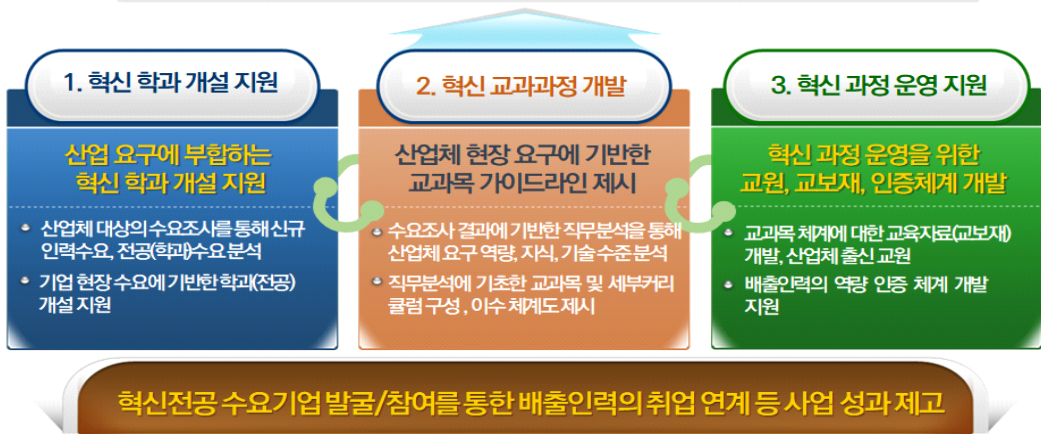 1. 혁신 학과 개설 지원
산업 요구에 부합하는
혁신 학과 개설 지원
산업체 대상의 수요조사를 통해 신규
인력수요, 전공(학과)수요 분석
기업 현장 수요에 기반한 학과(전공)
개설 지원
2. 혁신 교과과정 개발
산업체 현장 요구에 기반한
교과목 가이드라인 제시
수요조사 결과에 기반한 직무분석을 통해
산업체 요구 역량, 지식, 기술 수준 분석
직무분석에 기초한 교과목 및 세부커리
큘럼 구성 , 이수 체계도 제시
3. 혁신 과정 운영 지원
혁신 과정 운영을 위한
교원, 교보재, 인증체계 개발
교과목 체계에 대한 교육자료(교보재)
개발, 산업체 출신 교원
배출인력의 역량 인증 체계 개발
지원
혁신전공 수요기업 발굴/참여를 통한 배출인력의 취업 연계 등 사업 성과 제고